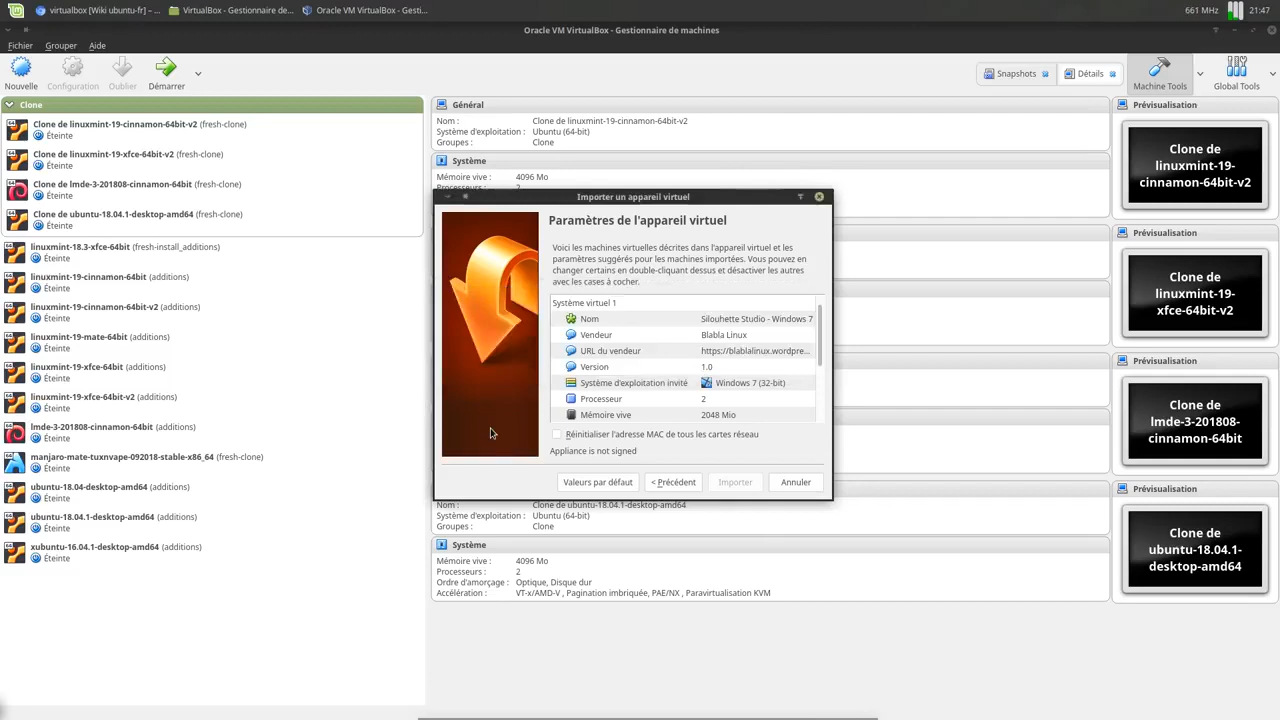 virtualbox [Wiki ubuntu-fr] – ...
VirtualBox - Gestionnaire de...
Oracle VM VirtualBox - Gesti...
661 MHz
21:47
Oracle VM VirtualBox - Gestionnaire de machines
Fichier Grouper Aide
Nouvelle
Configuration
Oublier
Démarrer
Snapshots
Détails
Machine Tools
Global Tools
Clone
Clone de linuxmint-19-cinnamon-64bit-v2 (fresh-clone)
Éteinte
Clone de linuxmint-19-xfce-64bit-v2 (fresh-clone)
Éteinte
Clone de lmde-3-201808-cinnamon-64bit (fresh-clone)
Éteinte
Clone de ubuntu-18.04.1-desktop-amd64 (fresh-clone)
Éteinte
linuxmint-18.3-xfce-64bit (fresh-install_additions)
Éteinte
linuxmint-19-cinnamon-64bit (additions)
Éteinte
linuxmint-19-cinnamon-64bit-v2 (additions)
Éteinte
linuxmint-19-mate-64bit (additions)
Éteinte
linuxmint-19-xfce-64bit (additions)
Éteinte
linuxmint-19-xfce-64bit-v2 (additions)
Éteinte
lmde-3-201808-cinnamon-64bit (additions)
Éteinte
manjaro-mate-tuxnvape-092018-stable-x86_64 (fresh-clone)
Éteinte
ubuntu-18.04-desktop-amd64 (additions)
Éteinte
ubuntu-18.04.1-desktop-amd64 (additions)
Éteinte
xubuntu-16.04.1-desktop-amd64 (additions)
Éteinte
Général
Nom : Clone de linuxmint-19-cinnamon-64bit-v2
Système d'exploitation : Ubuntu (64-bit)
Groupes : Clone
Système
Mémoire vive : 4096 Mo
Processeurs : 2
Importer un appareil virtuel
Paramètres de l'appareil virtuel
Voici les machines virtuelles décrites dans l'appareil virtuel et les
paramètres suggérés pour les machines importées. Vous pouvez en
changer certains en double-cliquant dessus et désactiver les autres
avec les cases à cocher.
Système virtuel 1
Nom Silouhette Studio - Windows 7
Vendeur Blabla Linux
URL du vendeur https://blablalinux.wordpre...
Version 1.0
Système d'exploitation invité Windows 7 (32-bit)
Processeur 2
Mémoire vive 2048 Mio
Réinitialiser l'adresse MAC de tous les cartes réseau
Appliance is not signed
Valeurs par défaut
< Précédent
Importer
Annuler
Nom : Clone de ubuntu-18.04.1-desktop-amd64
Système d'exploitation : Ubuntu (64-bit)
Groupes : Clone
Système
Mémoire vive : 4096 Mo
Processeurs : 2
Ordre d'amorçage : Optique, Disque dur
Accélération : VT-x/AMD-V , Pagination imbriquée, PAE/NX , Paravirtualisation KVM
Prévisualisation
Clone de
linuxmint-19-
cinnamon-64bit-v2
Prévisualisation
Clone de
linuxmint-19-
xfce-64bit-v2
Prévisualisation
Clone de
lmde-3-201808-
cinnamon-64bit
Prévisualisation
Clone de
ubuntu-18.04.1-
desktop-amd64